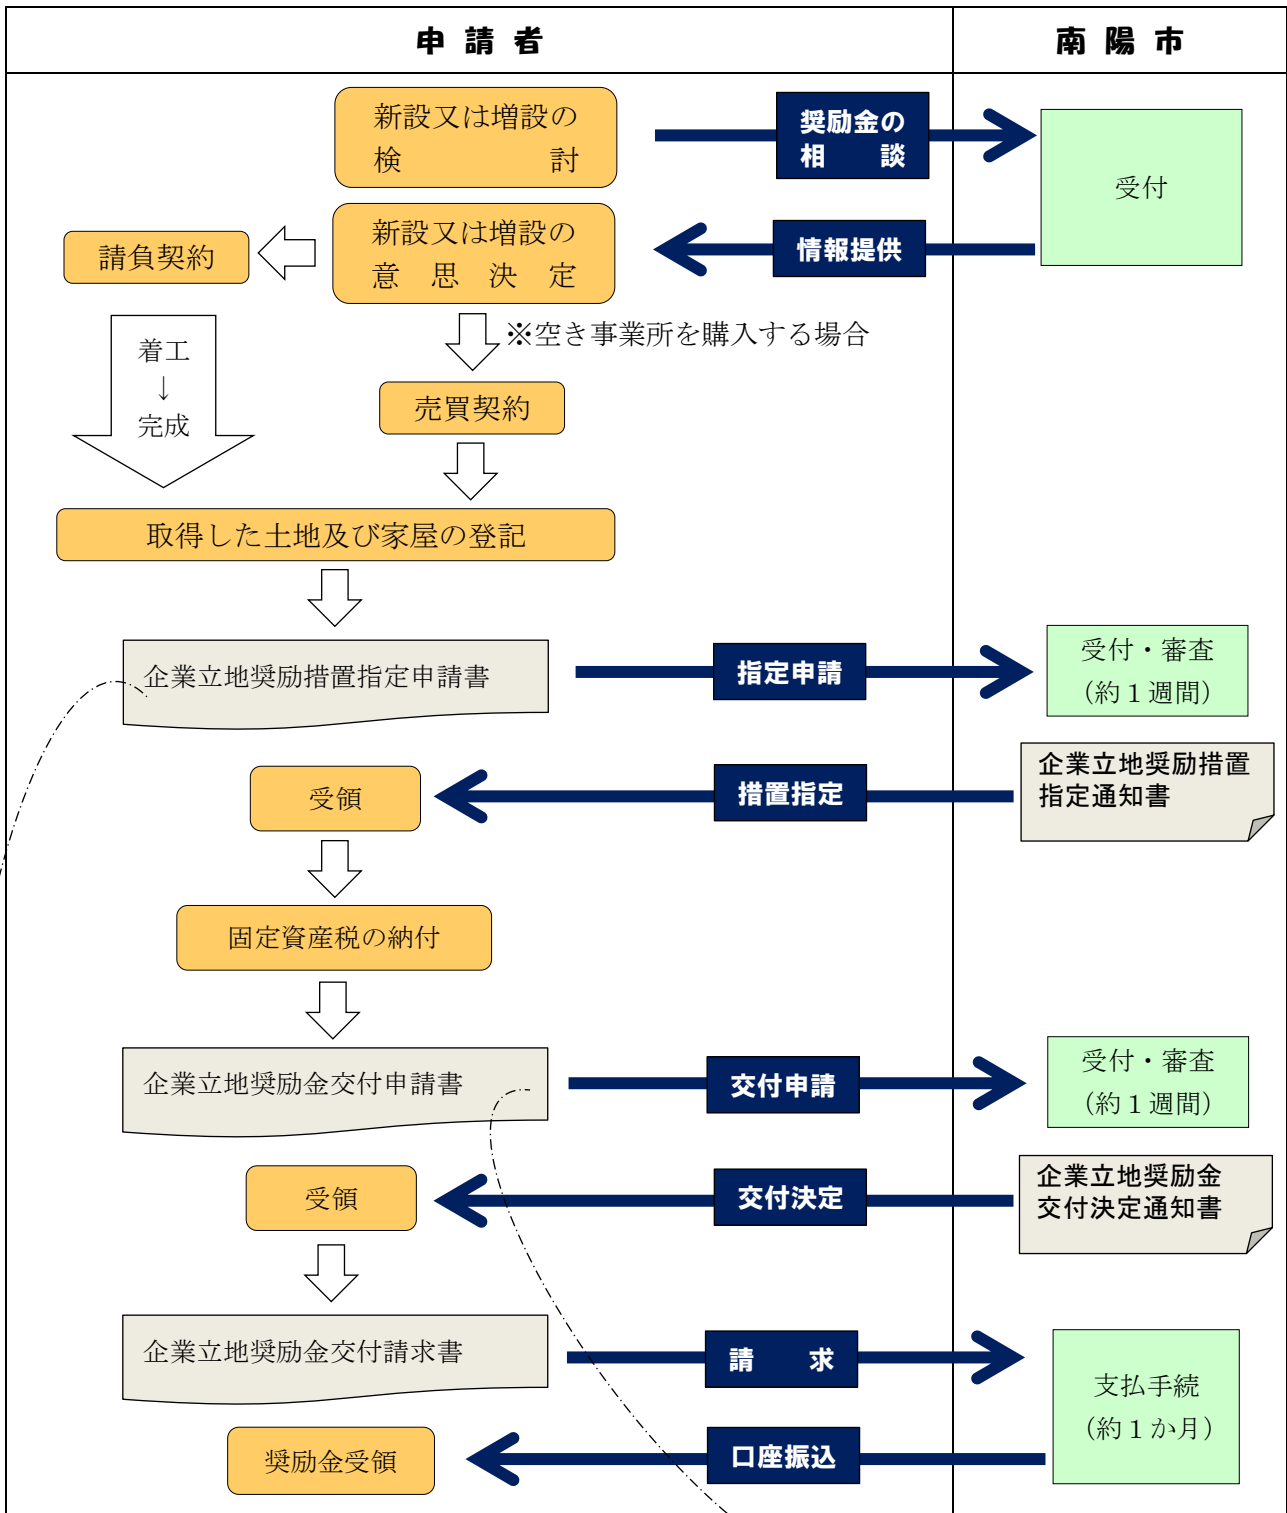 申請者
南陽市
新設又は増設の
検　　　　討
奨励金の
相　　談
受付
新設又は増設の
意　思　決　定
情報提供
請負契約
※空き事業所を購入する場合
着工
↓
完成
売買契約
取得した土地及び家屋の登記
企業立地奨励措置指定申請書
指定申請
受付・審査
（約１週間）
受領
措置指定
企業立地奨励措置
指定通知書
固定資産税の納付
企業立地奨励金交付申請書
交付申請
受付・審査
（約１週間）
受領
交付決定
企業立地奨励金
交付決定通知書
企業立地奨励金交付請求書
請　　求
支払手続
（約１か月）
奨励金受領
口座振込